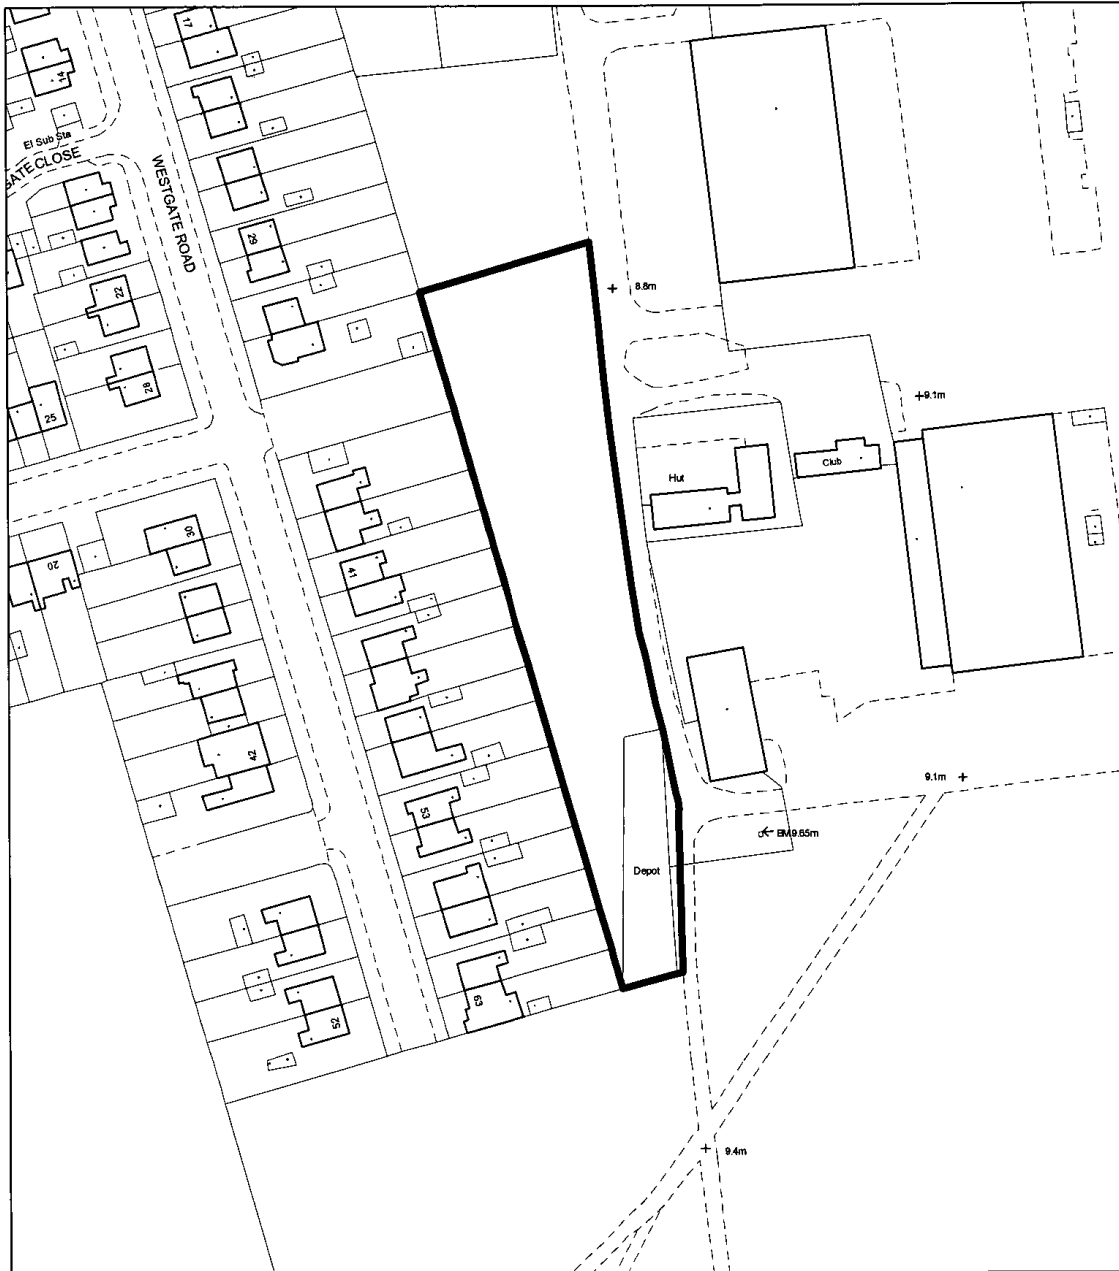 17
14
El Sub Sta
GATE CLOSE
WESTGATE ROAD
29
8.8m
22
28
9.1m
25
Club
Hut
30
20
41
42
9.1m
53
BM 9.65m
Depot
63
52
9.4m